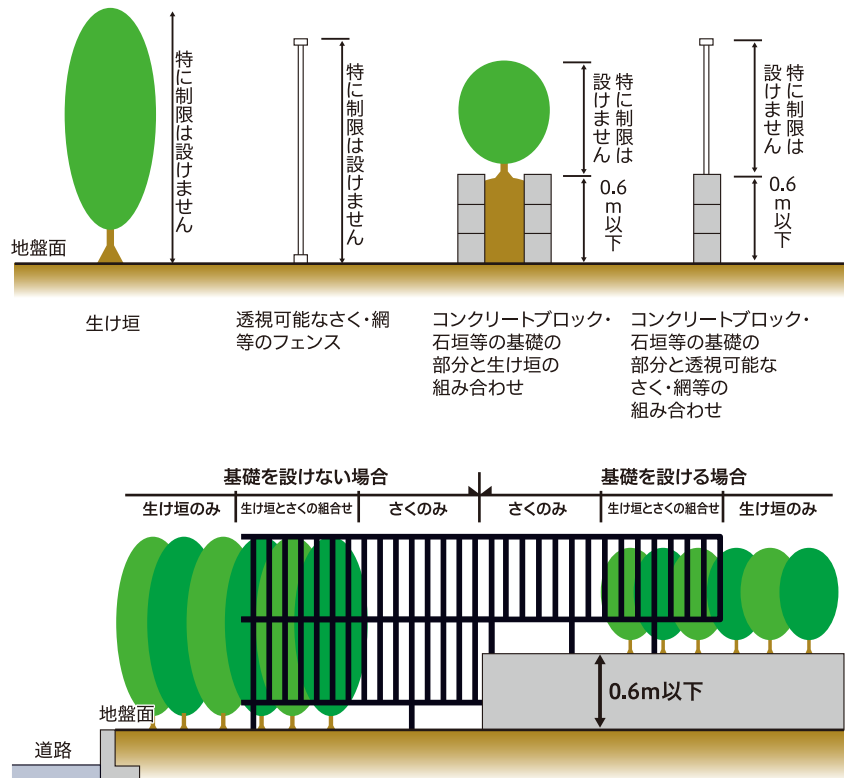 特に制限は設けません
特に制限は設けません
特に制限は
設けません
0.6m以下
特に制限は
設けません
0.6m以下
地盤面
生け垣
透視可能なさく・網
等のフェンス
コンクリートブロック・
石垣等の基礎の
部分と生け垣の
組み合わせ
コンクリートブロック・
石垣等の基礎の
部分と透視可能な
さく・網等の
組み合わせ
基礎を設けない場合
基礎を設ける場合
生け垣のみ
生け垣とさくの組合せ
さくのみ
さくのみ
生け垣とさくの組合せ
生け垣のみ
0.6m以下
地盤面
道路